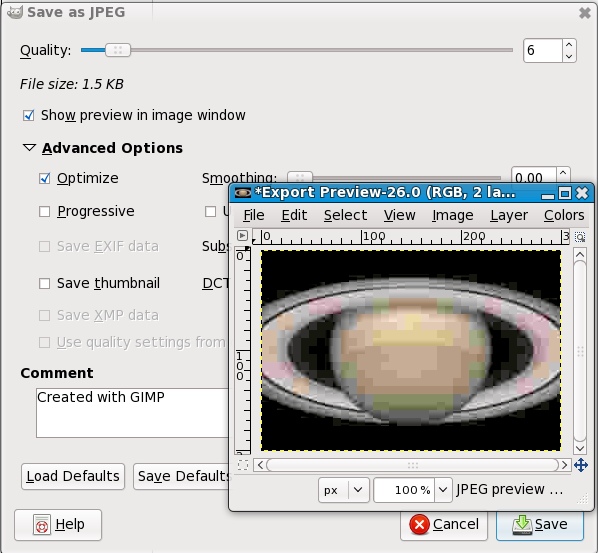 Save as JPEG
Quality:
6
File size: 1.5 KB
Show preview in image window
Advanced Options
Optimize
Smoothing:
0.00
*Export Preview-26.0 (RGB, 2 la...
File Edit Select View Image Layer Colors
Progressive
U
0 100 200 3
Save EXIF data
Subs
0
Save thumbnail
DCT
Save XMP data
Use quality settings from
100
Comment
Created with GIMP
Load Defaults
Save Defaults
px
100 %
JPEG preview ...
Help
Cancel
Save